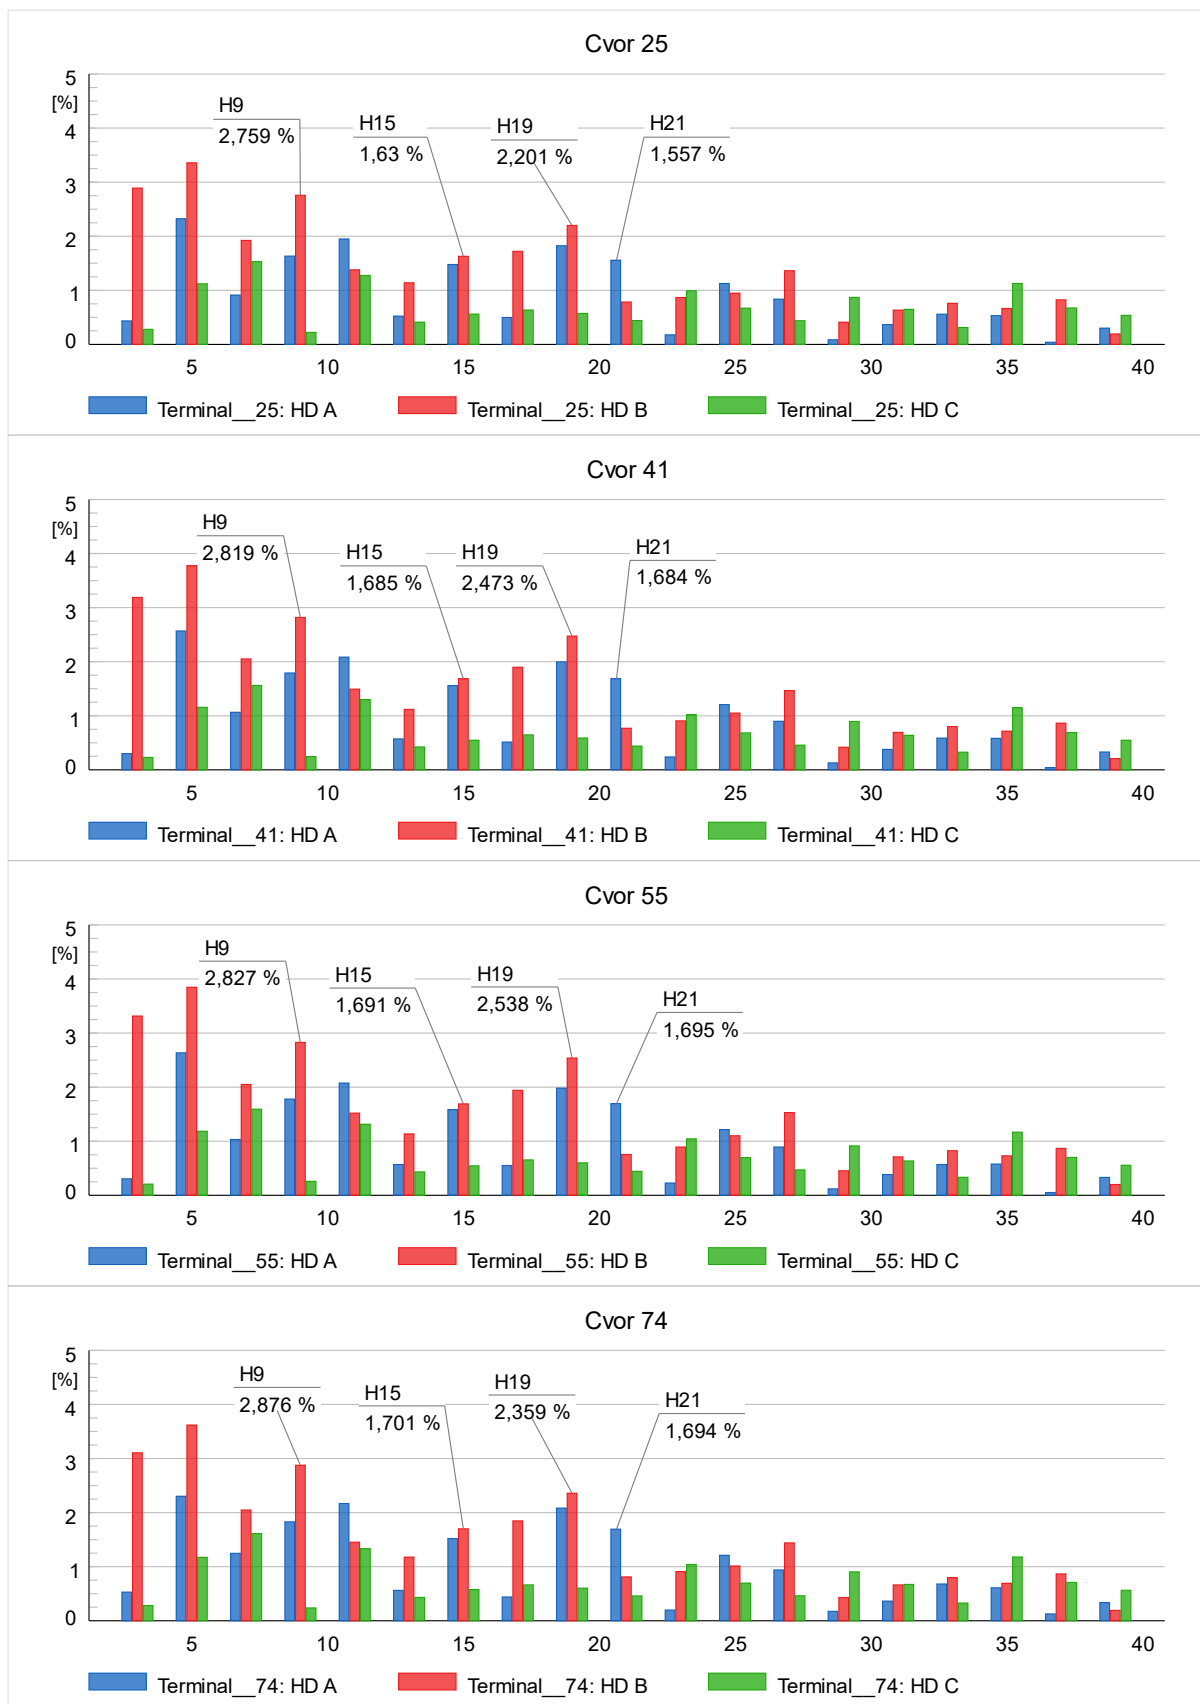 Cvor 25
5
[%]
4
3
2
1
0
H9
2,759 %
H15
1,63 %
H19
2,201 %
H21
1,557 %
5 10 15 20 25 30 35 40
Terminal__25: HD A Terminal__25: HD B Terminal__25: HD C
Cvor 41
5
[%]
4
3
2
1
0
H9
2,819 %
H15
1,685 %
H19
2,473 %
H21
1,684 %
5 10 15 20 25 30 35 40
Terminal__41: HD A Terminal__41: HD B Terminal__41: HD C
Cvor 55
5
[%]
4
3
2
1
0
H9
2,827 %
H15
1,691 %
H19
2,538 %
H21
1,695 %
5 10 15 20 25 30 35 40
Terminal__55: HD A Terminal__55: HD B Terminal__55: HD C
Cvor 74
5
[%]
4
3
2
1
0
H9
2,876 %
H15
1,701 %
H19
2,359 %
H21
1,694 %
5 10 15 20 25 30 35 40
Terminal__74: HD A Terminal__74: HD B Terminal__74: HD C